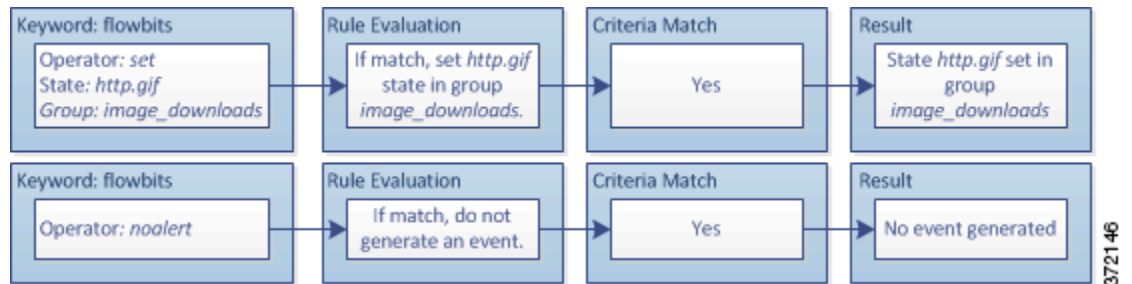 Keyword: flowbits
Operator: set
State: http.gif
Group: image_downloads
Rule Evaluation
If match, set http.gif
state in group
image_downloads.
Criteria Match
Yes
Result
State http.gif set in
group
image_downloads
Keyword: flowbits
Operator: noalert
Rule Evaluation
If match, do not
generate an event.
Criteria Match
Yes
Result
No event generated
372146